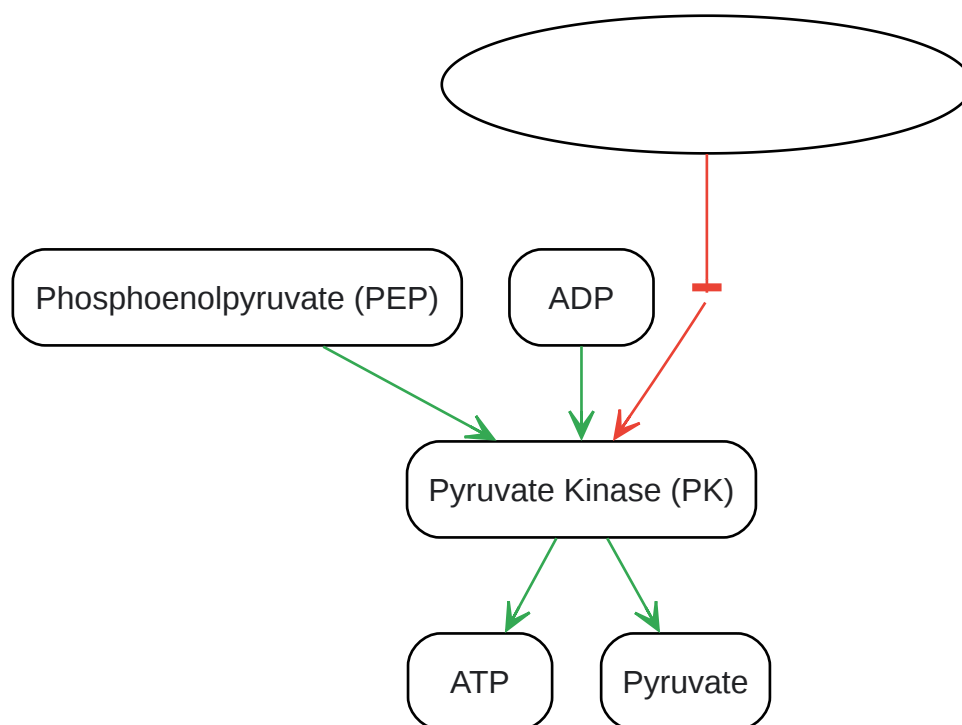 Phosphoenolpyruvate (PEP)
ADP
Pyruvate Kinase (PK)
ATP
Pyruvate